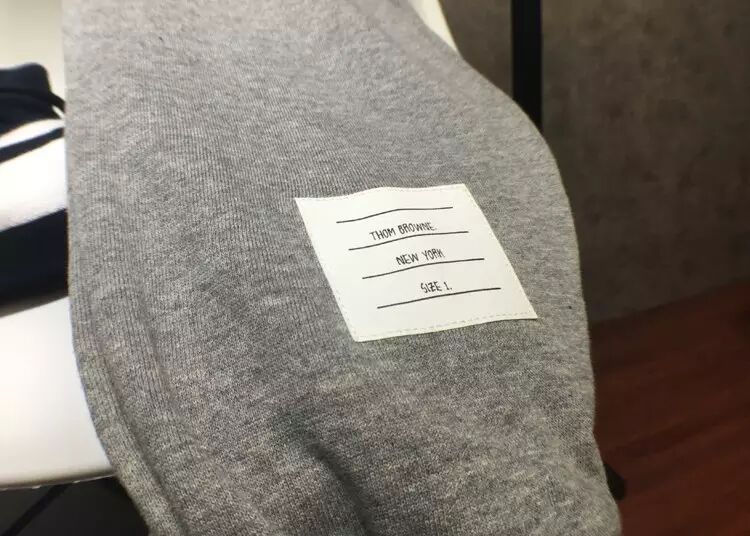 THOM BROWNE.
NEW YORK
SIZE 1.